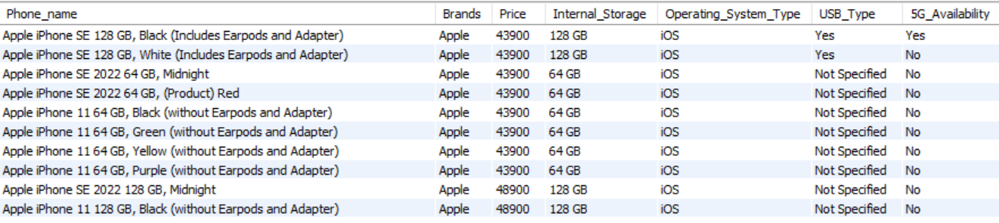 Phone_name Brands Price Internal_Storage Operating_System_Type USB_Type 5G_Availability
Apple iPhone SE 128 GB, Black (Includes Earpods and Adapter) Apple 43900 128 GB iOS Yes Yes
Apple iPhone SE 128 GB, White (Includes Earpods and Adapter) Apple 43900 128 GB iOS Yes No
Apple iPhone SE 2022 64 GB, Midnight Apple 43900 64 GB iOS Not Specified No
Apple iPhone SE 2022 64 GB, (Product) Red Apple 43900 64 GB iOS Not Specified No
Apple iPhone 11 64 GB, Black (without Earpods and Adapter) Apple 43900 64 GB iOS Not Specified No
Apple iPhone 11 64 GB, Green (without Earpods and Adapter) Apple 43900 64 GB iOS Not Specified No
Apple iPhone 11 64 GB, Yellow (without Earpods and Adapter) Apple 43900 64 GB iOS Not Specified No
Apple iPhone 11 64 GB, Purple (without Earpods and Adapter) Apple 43900 64 GB iOS Not Specified No
Apple iPhone SE 2022 128 GB, Midnight Apple 48900 128 GB iOS Not Specified No
Apple iPhone 11 128 GB, Black (without Earpods and Adapter) Apple 48900 128 GB iOS Not Specified No